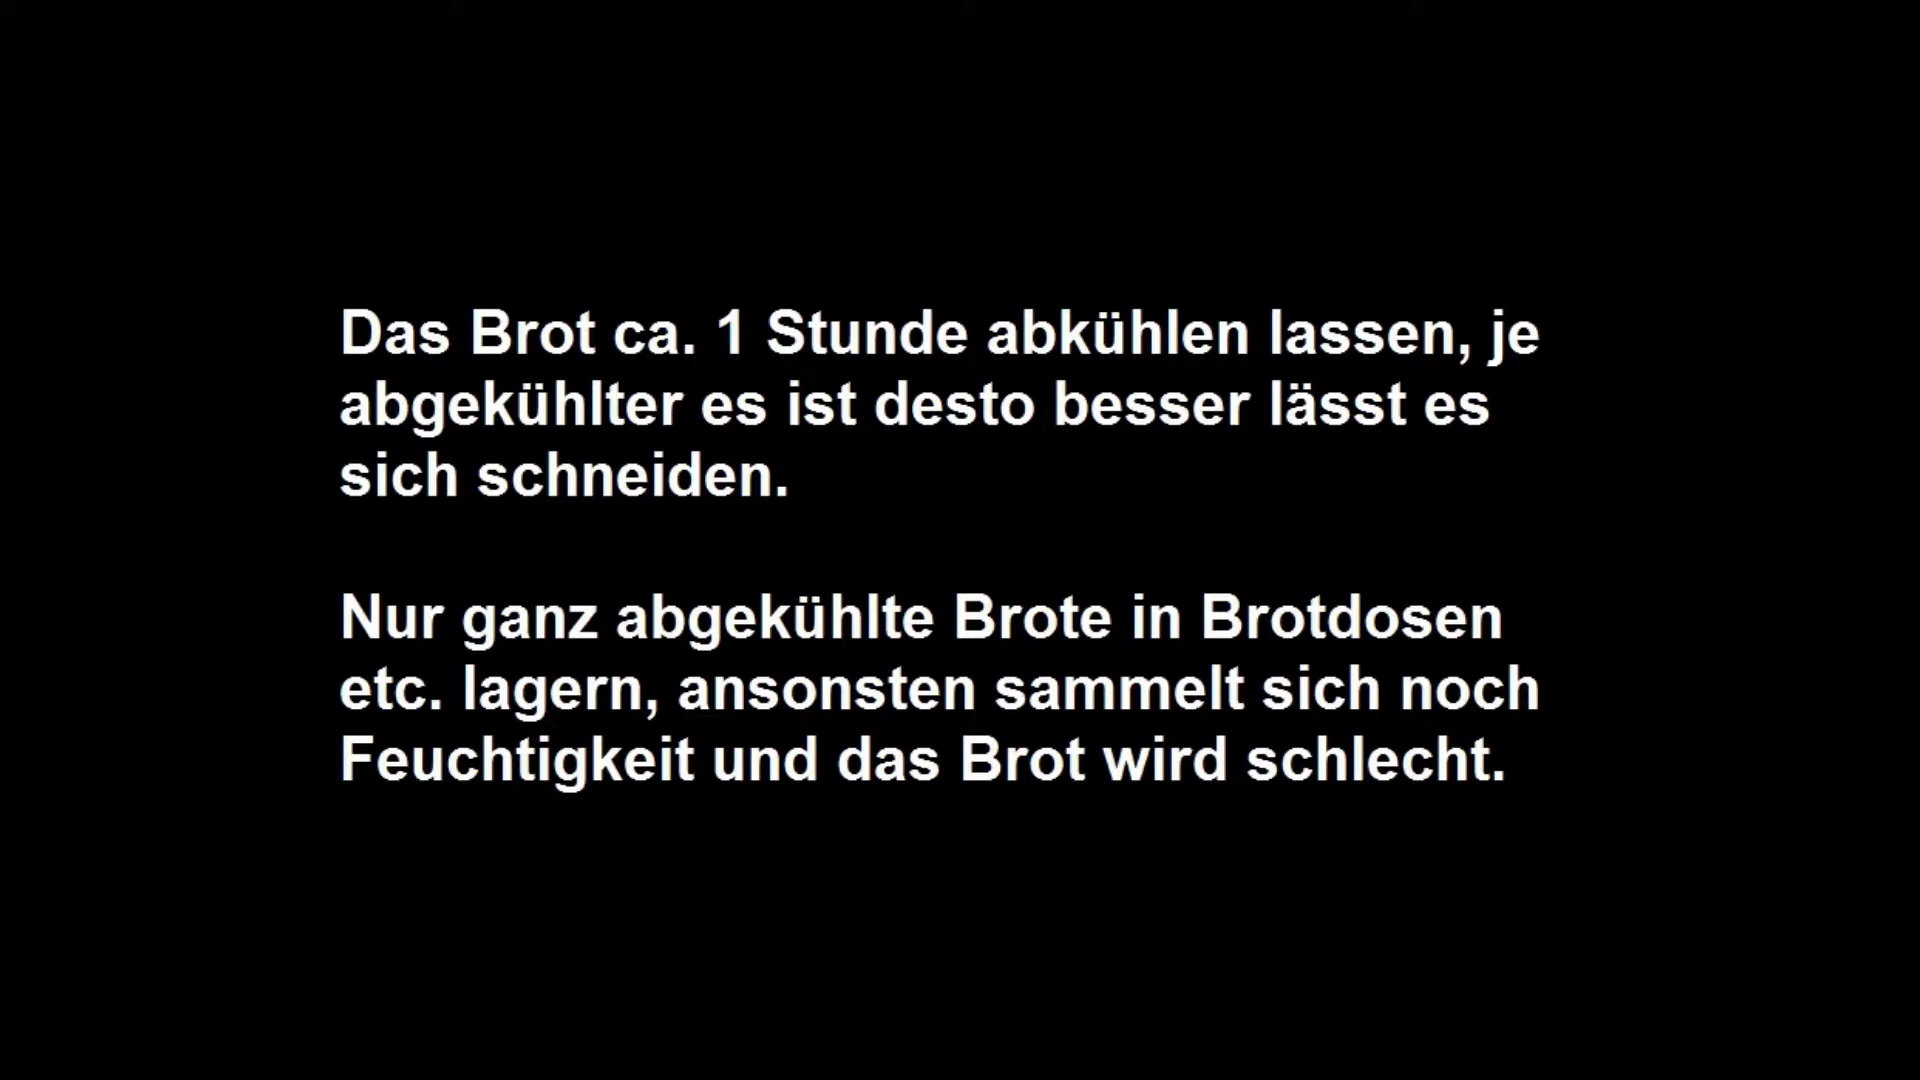 Das Brot ca. 1 Stunde abkühlen lassen, je
abgekühlter es ist desto besser lässt es
sich schneiden.
Nur ganz abgekühlte Brote in Brotdosen
etc. lagern, ansonsten sammelt sich noch
Feuchtigkeit und das Brot wird schlecht.